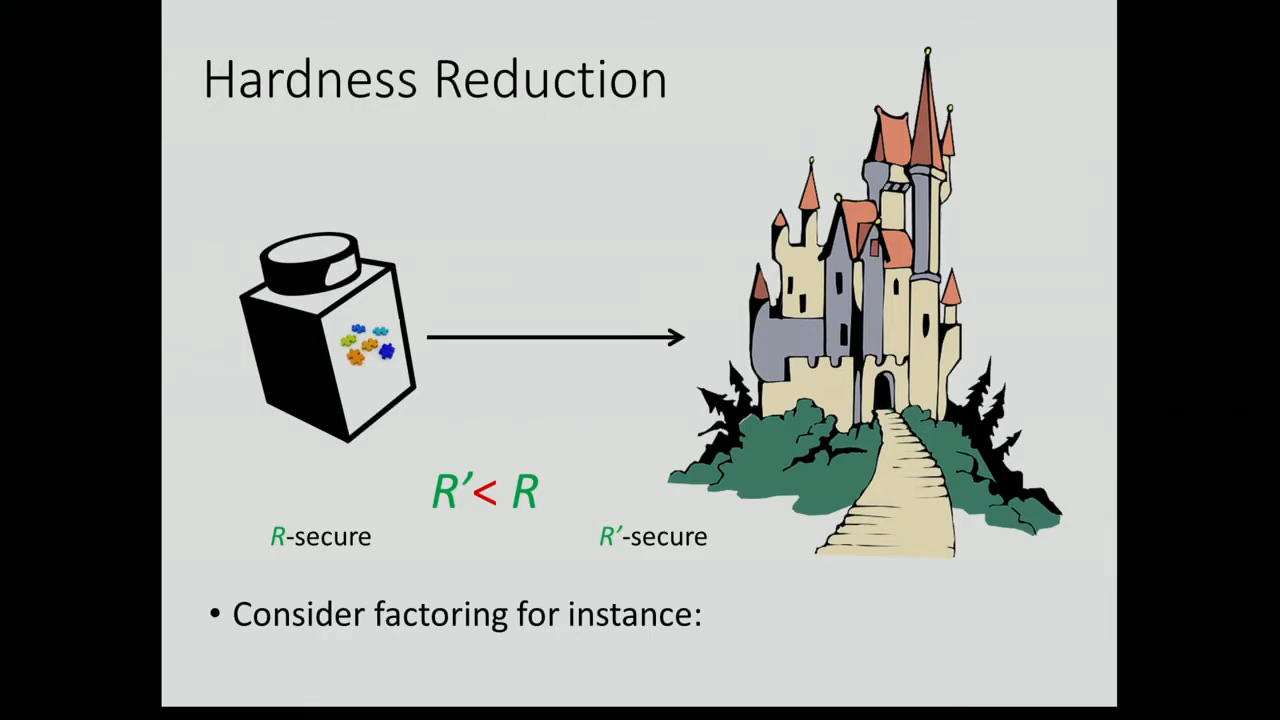 Hardness Reduction
R’< R
R-secure
R’-secure
• Consider factoring for instance: